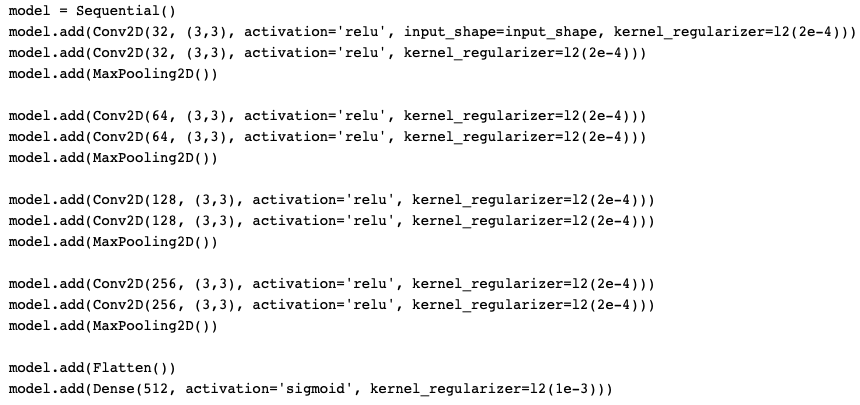 model = Sequential()
model.add(Conv2D(32, (3,3), activation='relu', input_shape=input_shape, kernel_regularizer=l2(2e-4)))
model.add(Conv2D(32, (3,3), activation='relu', kernel_regularizer=l2(2e-4)))
model.add(MaxPooling2D())
model.add(Conv2D(64, (3,3), activation='relu', kernel_regularizer=l2(2e-4)))
model.add(Conv2D(64, (3,3), activation='relu', kernel_regularizer=l2(2e-4)))
model.add(MaxPooling2D())
model.add(Conv2D(128, (3,3), activation='relu', kernel_regularizer=l2(2e-4)))
model.add(Conv2D(128, (3,3), activation='relu', kernel_regularizer=l2(2e-4)))
model.add(MaxPooling2D())
model.add(Conv2D(256, (3,3), activation='relu', kernel_regularizer=l2(2e-4)))
model.add(Conv2D(256, (3,3), activation='relu', kernel_regularizer=l2(2e-4)))
model.add(MaxPooling2D())
model.add(Flatten())
model.add(Dense(512, activation='sigmoid', kernel_regularizer=l2(1e-3)))